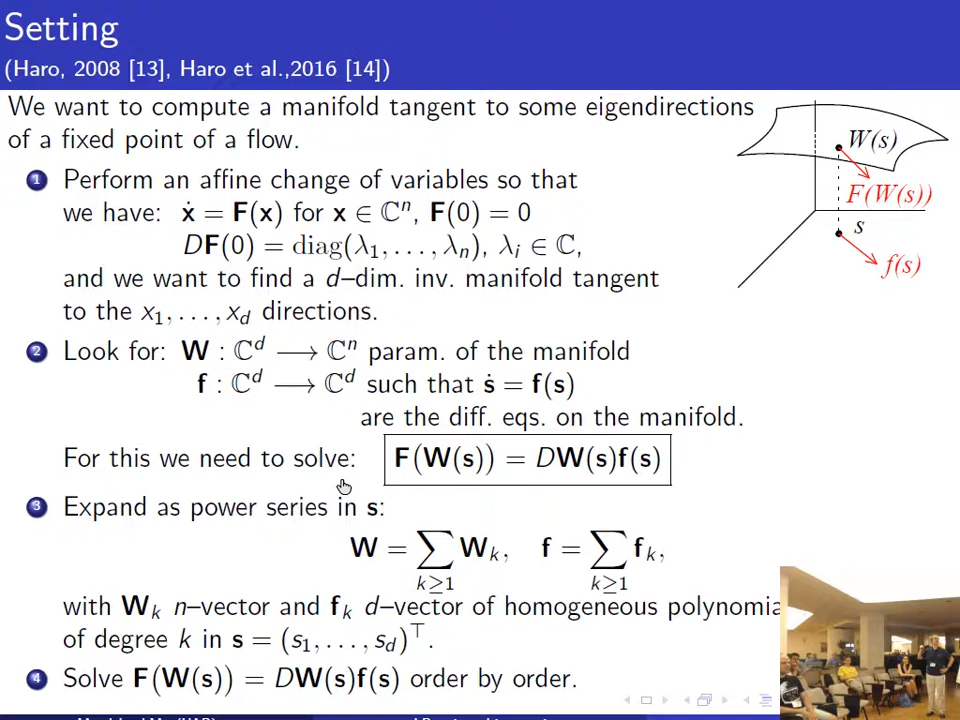 Setting
(Haro, 2008 [13], Haro et al.,2016 [14])
We want to compute a manifold tangent to some eigendirections
of a fixed point of a flow.
1 Perform an affine change of variables so that
we have: ẋ = F(x) for x ∈ ℂⁿ, F(0) = 0
DF(0) = diag(λ₁, . . . , λₙ), λᵢ ∈ ℂ,
and we want to find a d–dim. inv. manifold tangent
to the x₁, . . . , x_d directions.
2 Look for: W : ℂᵈ ⟶ ℂⁿ param. of the manifold
f : ℂᵈ ⟶ ℂᵈ such that ṡ = f(s)
are the diff. eqs. on the manifold.
For this we need to solve: F(W(s)) = DW(s)f(s)
3 Expand as power series in s:
W = ∑ W_k, f = ∑ f_k,
k≥1 k≥1
with W_k n–vector and f_k d–vector of homogeneous polynomia
of degree k in s = (s₁, . . . , s_d)^⊤.
4 Solve F(W(s)) = DW(s)f(s) order by order.
W(s)
F(W(s))
s
f(s)